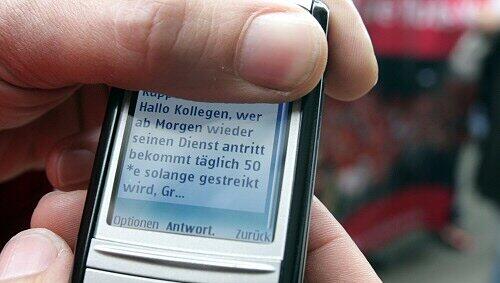 Hallo Kollegen, wer
ab Morgen wieder
seinen Dienst antritt
bekommt täglich 50
*e solange gestreikt
wird, Gr...
Optionen Antwort. Zurück